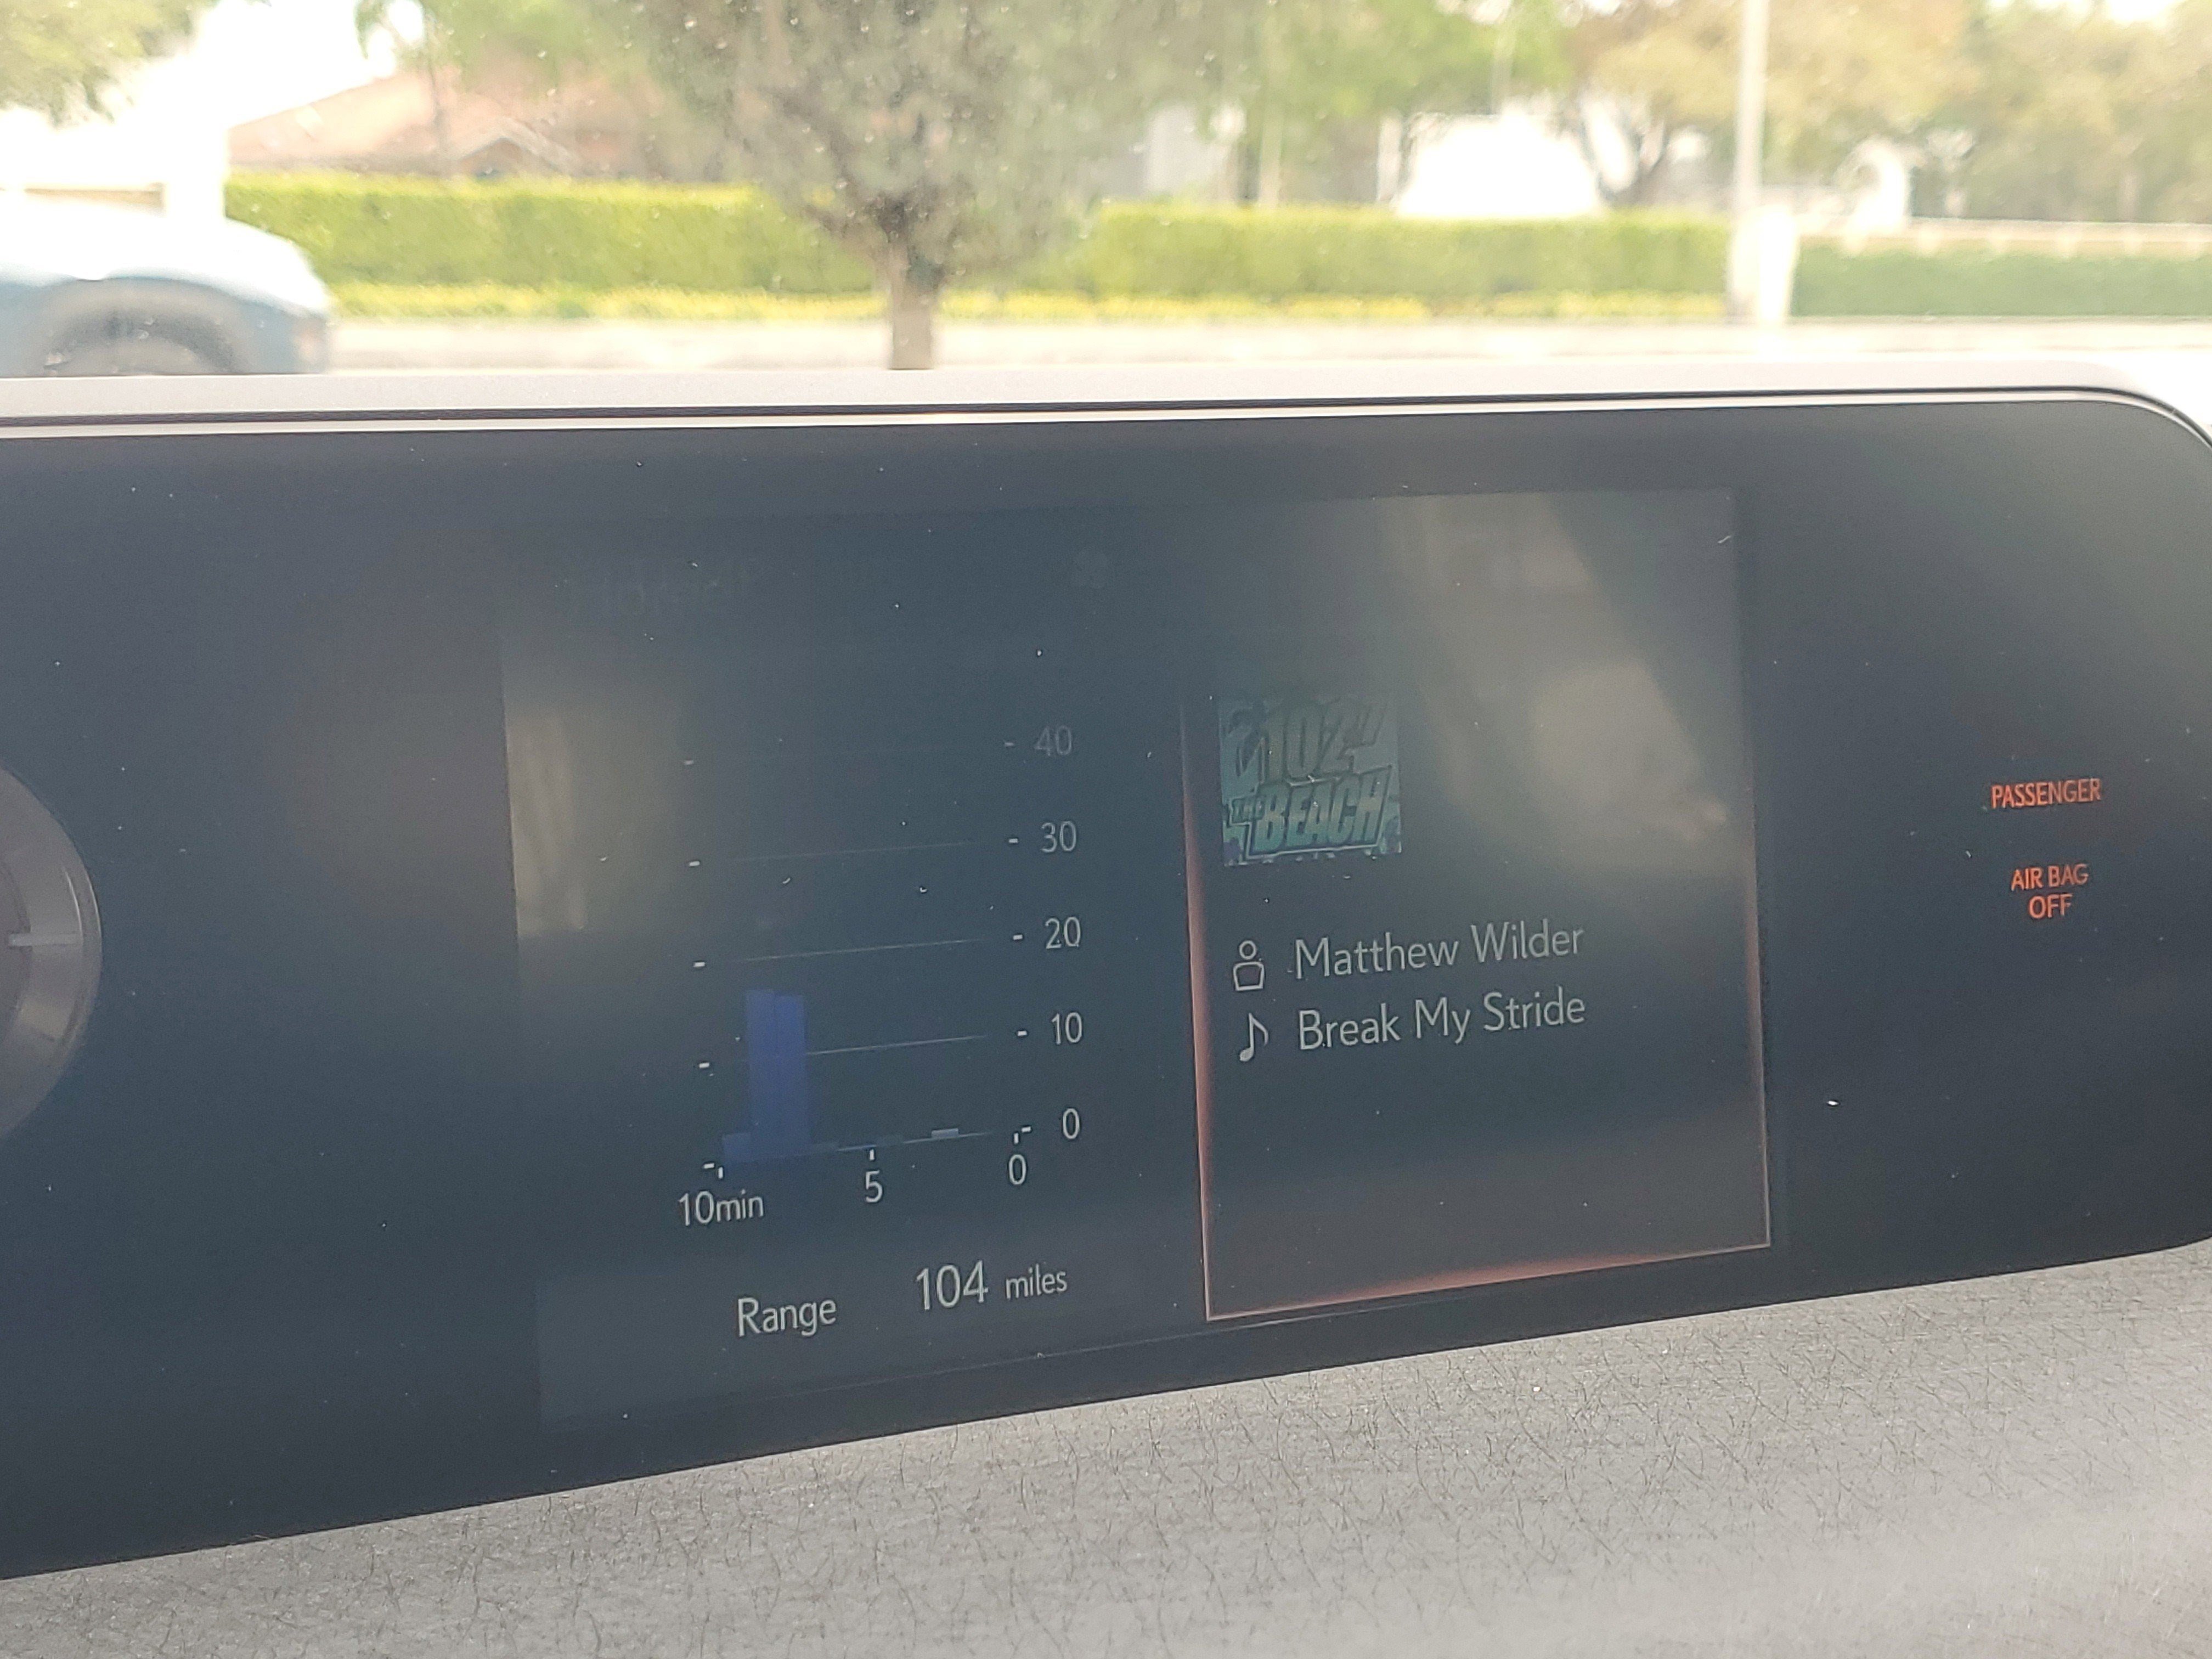 40
30
20
10
0
10min
5
0
Range 104 miles
102.7
THE BEACH
Matthew Wilder
Break My Stride
PASSENGER
AIR BAG
OFF